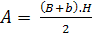 A = (B+b).H / 2